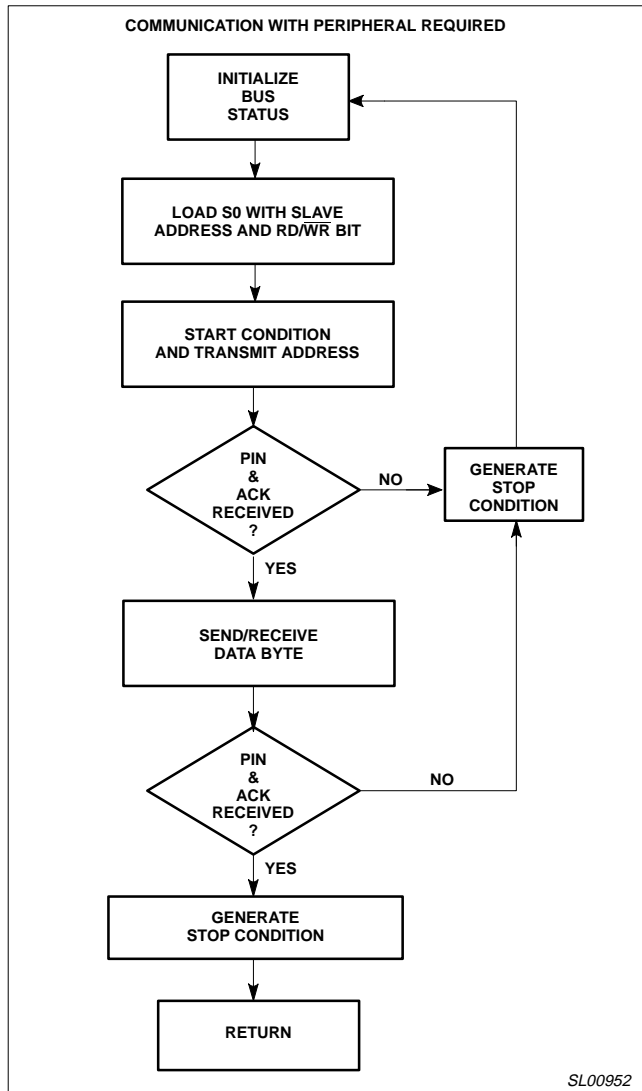 COMMUNICATION WITH PERIPHERAL REQUIRED
INITIALIZE
BUS
STATUS
LOAD S0 WITH SLAVE
ADDRESS AND RD/W̅R̅ BIT
START CONDITION
AND TRANSMIT ADDRESS
PIN
&
ACK
RECEIVED
?
NO
GENERATE
STOP
CONDITION
YES
SEND/RECEIVE
DATA BYTE
PIN
&
ACK
RECEIVED
?
NO
YES
GENERATE
STOP CONDITION
RETURN
SL00952